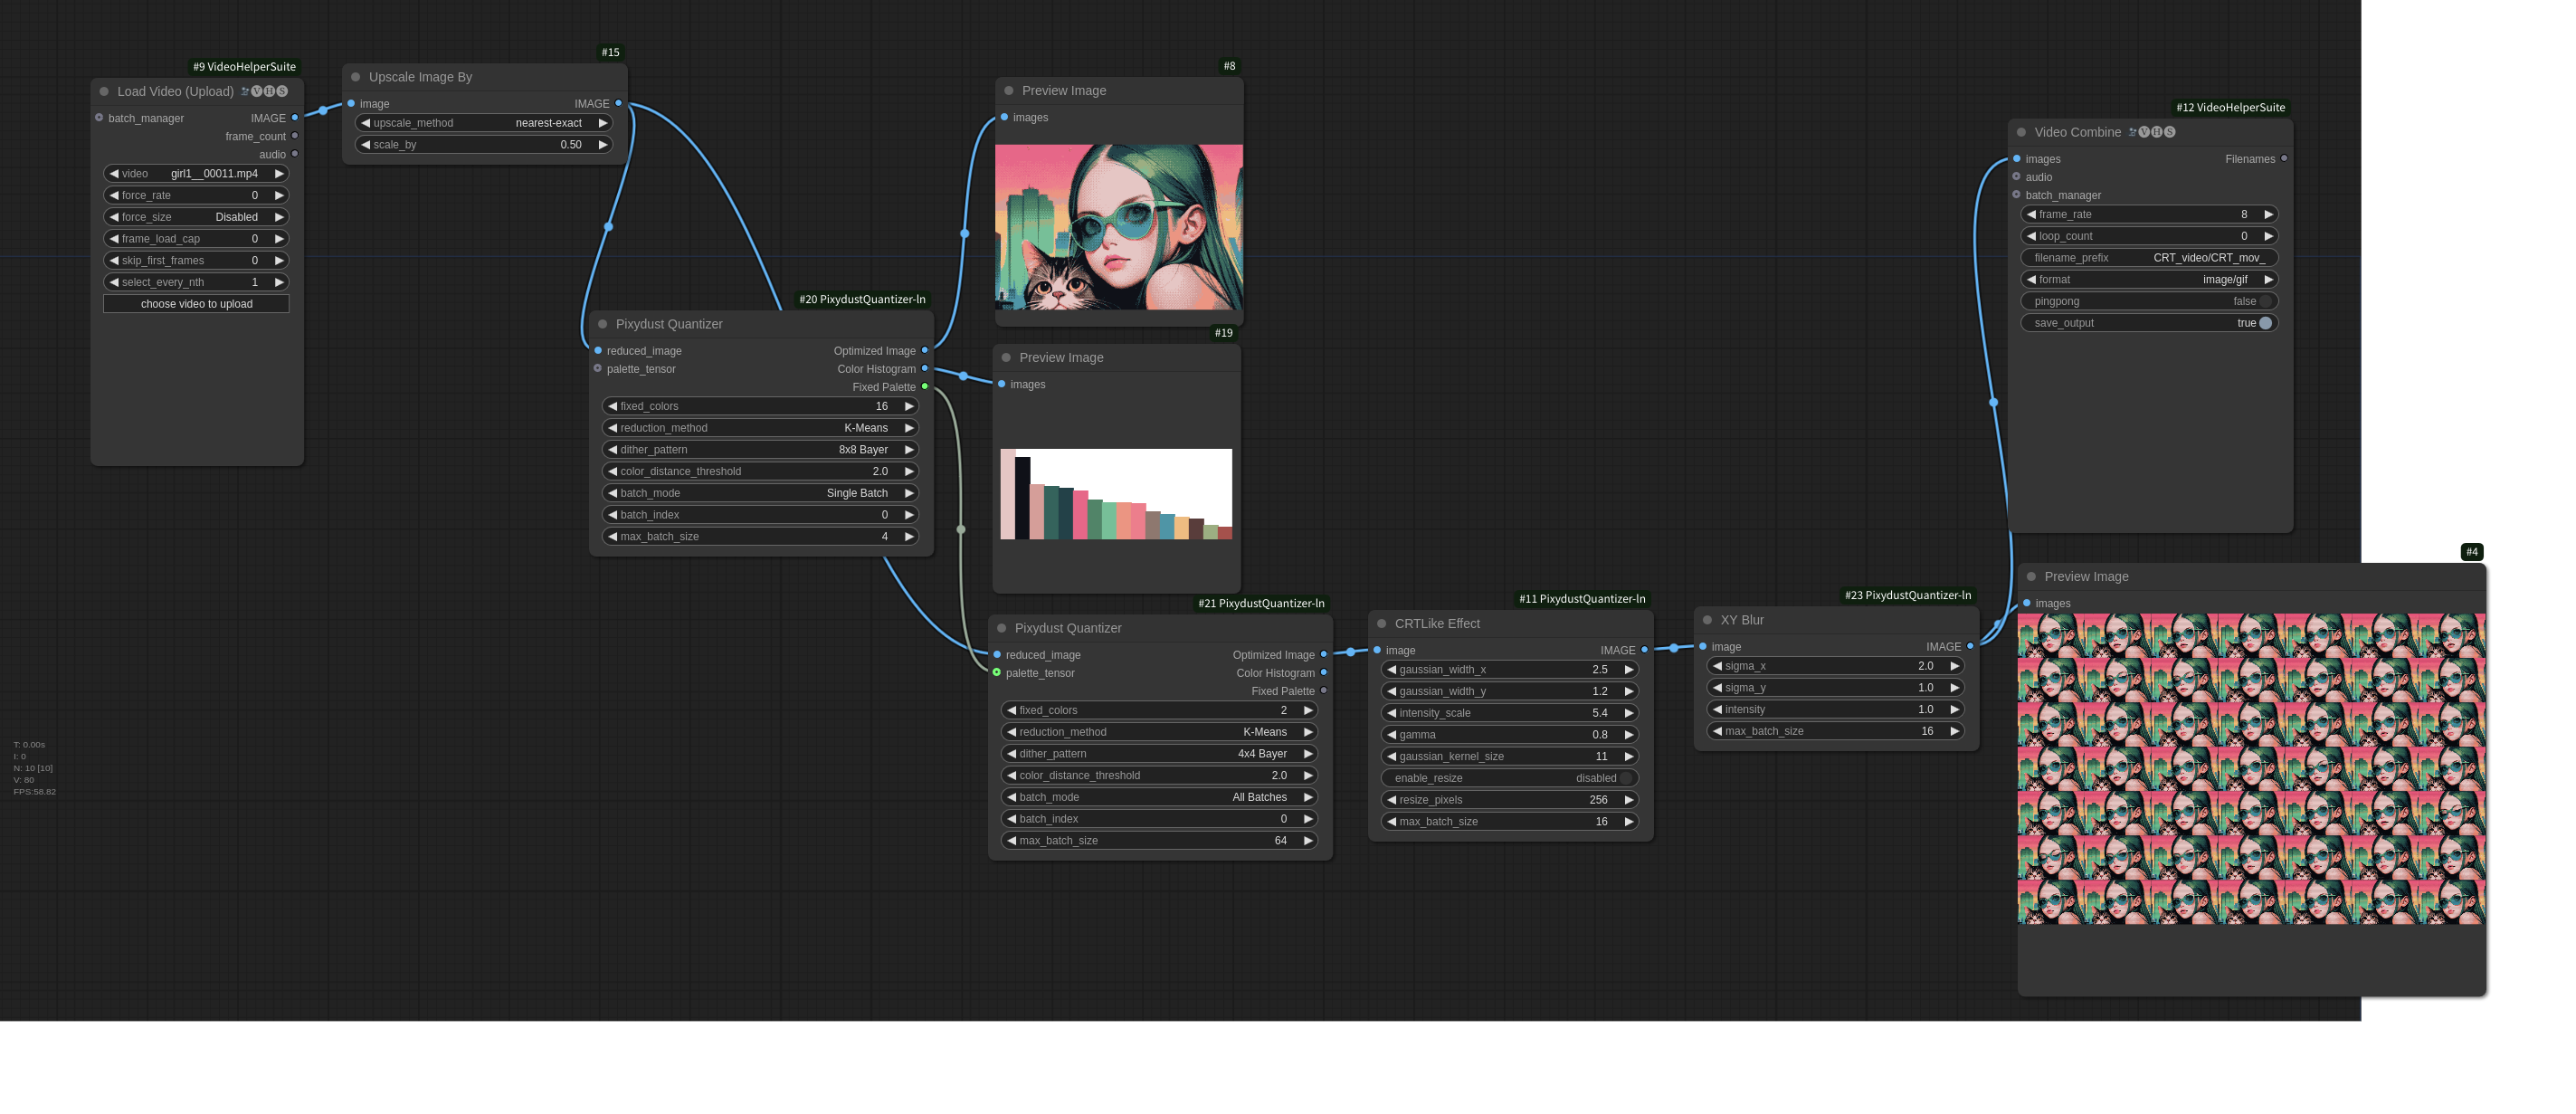 #9 VideoHelperSuite
Load Video (Upload) VHS
batch_manager IMAGE
frame_count
audio
video girl1__00011.mp4
force_rate 0
force_size Disabled
frame_load_cap 0
skip_first_frames 0
select_every_nth 1
choose video to upload
#15
Upscale Image By
image IMAGE
upscale_method nearest-exact
scale_by 0.50
#20 PixydustQuantizer-ln
Pixydust Quantizer
reduced_image Optimized Image
palette_tensor Color Histogram
Fixed Palette
fixed_colors 16
reduction_method K-Means
dither_pattern 8x8 Bayer
color_distance_threshold 2.0
batch_mode Single Batch
batch_index 0
max_batch_size 4
#8
Preview Image
images
#19
Preview Image
images
#21 PixydustQuantizer-ln
Pixydust Quantizer
reduced_image Optimized Image
palette_tensor Color Histogram
Fixed Palette
fixed_colors 2
reduction_method K-Means
dither_pattern 4x4 Bayer
color_distance_threshold 2.0
batch_mode All Batches
batch_index 0
max_batch_size 64
#11 PixydustQuantizer-ln
CRTLike Effect
image IMAGE
gaussian_width_x 2.5
gaussian_width_y 1.2
intensity_scale 5.4
gamma 0.8
gaussian_kernel_size 11
enable_resize disabled
resize_pixels 256
max_batch_size 16
#23 PixydustQuantizer-ln
XY Blur
image IMAGE
sigma_x 2.0
sigma_y 1.0
intensity 1.0
max_batch_size 16
#12 VideoHelperSuite
Video Combine VHS
images Filenames
audio
batch_manager
frame_rate 8
loop_count 0
filename_prefix CRT_video/CRT_mov_
format image/gif
pingpong false
save_output true
#4
Preview Image
images
T: 0.00s
I: 0
N: 10 [10]
V: 80
FPS:58.82